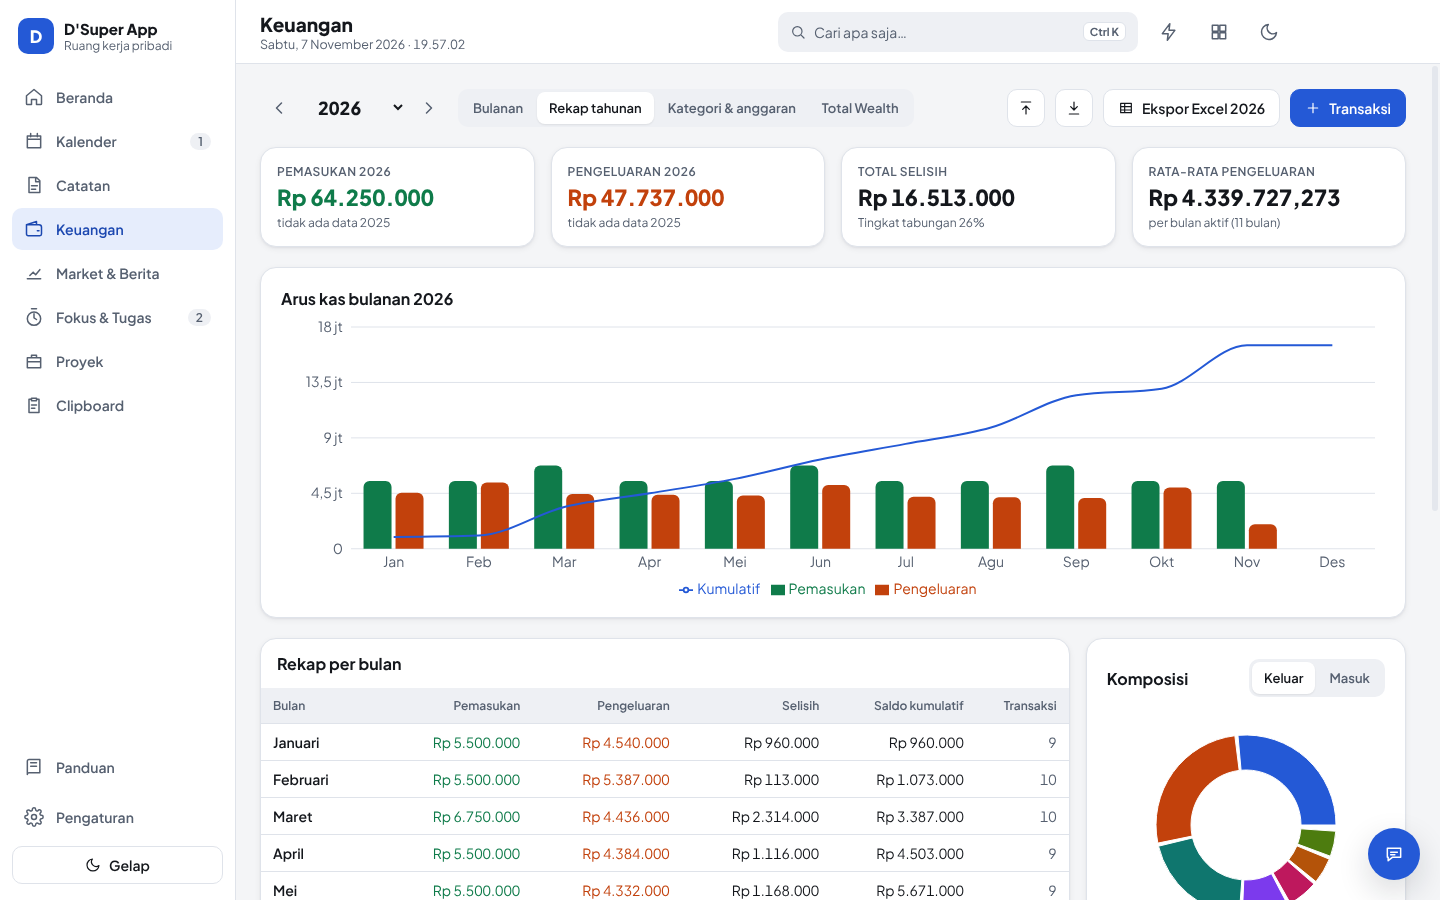 D
D'Super App
Ruang kerja pribadi
Beranda
Kalender 1
Catatan
Keuangan
Market & Berita
Fokus & Tugas 2
Proyek
Clipboard
Panduan
Pengaturan
Gelap
Keuangan
Sabtu, 7 November 2026 · 19.57.02
Cari apa saja... Ctrl K
2026
Bulanan Rekap tahunan Kategori & anggaran Total Wealth
Ekspor Excel 2026
Transaksi
PEMASUKAN 2026
Rp 64.250.000
tidak ada data 2025
PENGELUARAN 2026
Rp 47.737.000
tidak ada data 2025
TOTAL SELISIH
Rp 16.513.000
Tingkat tabungan 26%
RATA-RATA PENGELUARAN
Rp 4.339.727,273
per bulan aktif (11 bulan)
Arus kas bulanan 2026
18 jt
13,5 jt
9 jt
4,5 jt
0
Jan Feb Mar Apr Mei Jun Jul Agu Sep Okt Nov Des
Kumulatif Pemasukan Pengeluaran
Rekap per bulan
Bulan Pemasukan Pengeluaran Selisih Saldo kumulatif Transaksi
Januari Rp 5.500.000 Rp 4.540.000 Rp 960.000 Rp 960.000 9
Februari Rp 5.500.000 Rp 5.387.000 Rp 113.000 Rp 1.073.000 10
Maret Rp 6.750.000 Rp 4.436.000 Rp 2.314.000 Rp 3.387.000 10
April Rp 5.500.000 Rp 4.384.000 Rp 1.116.000 Rp 4.503.000 9
Mei Rp 5.500.000 Rp 4.332.000 Rp 1.168.000 Rp 5.671.000 9
Komposisi
Keluar Masuk